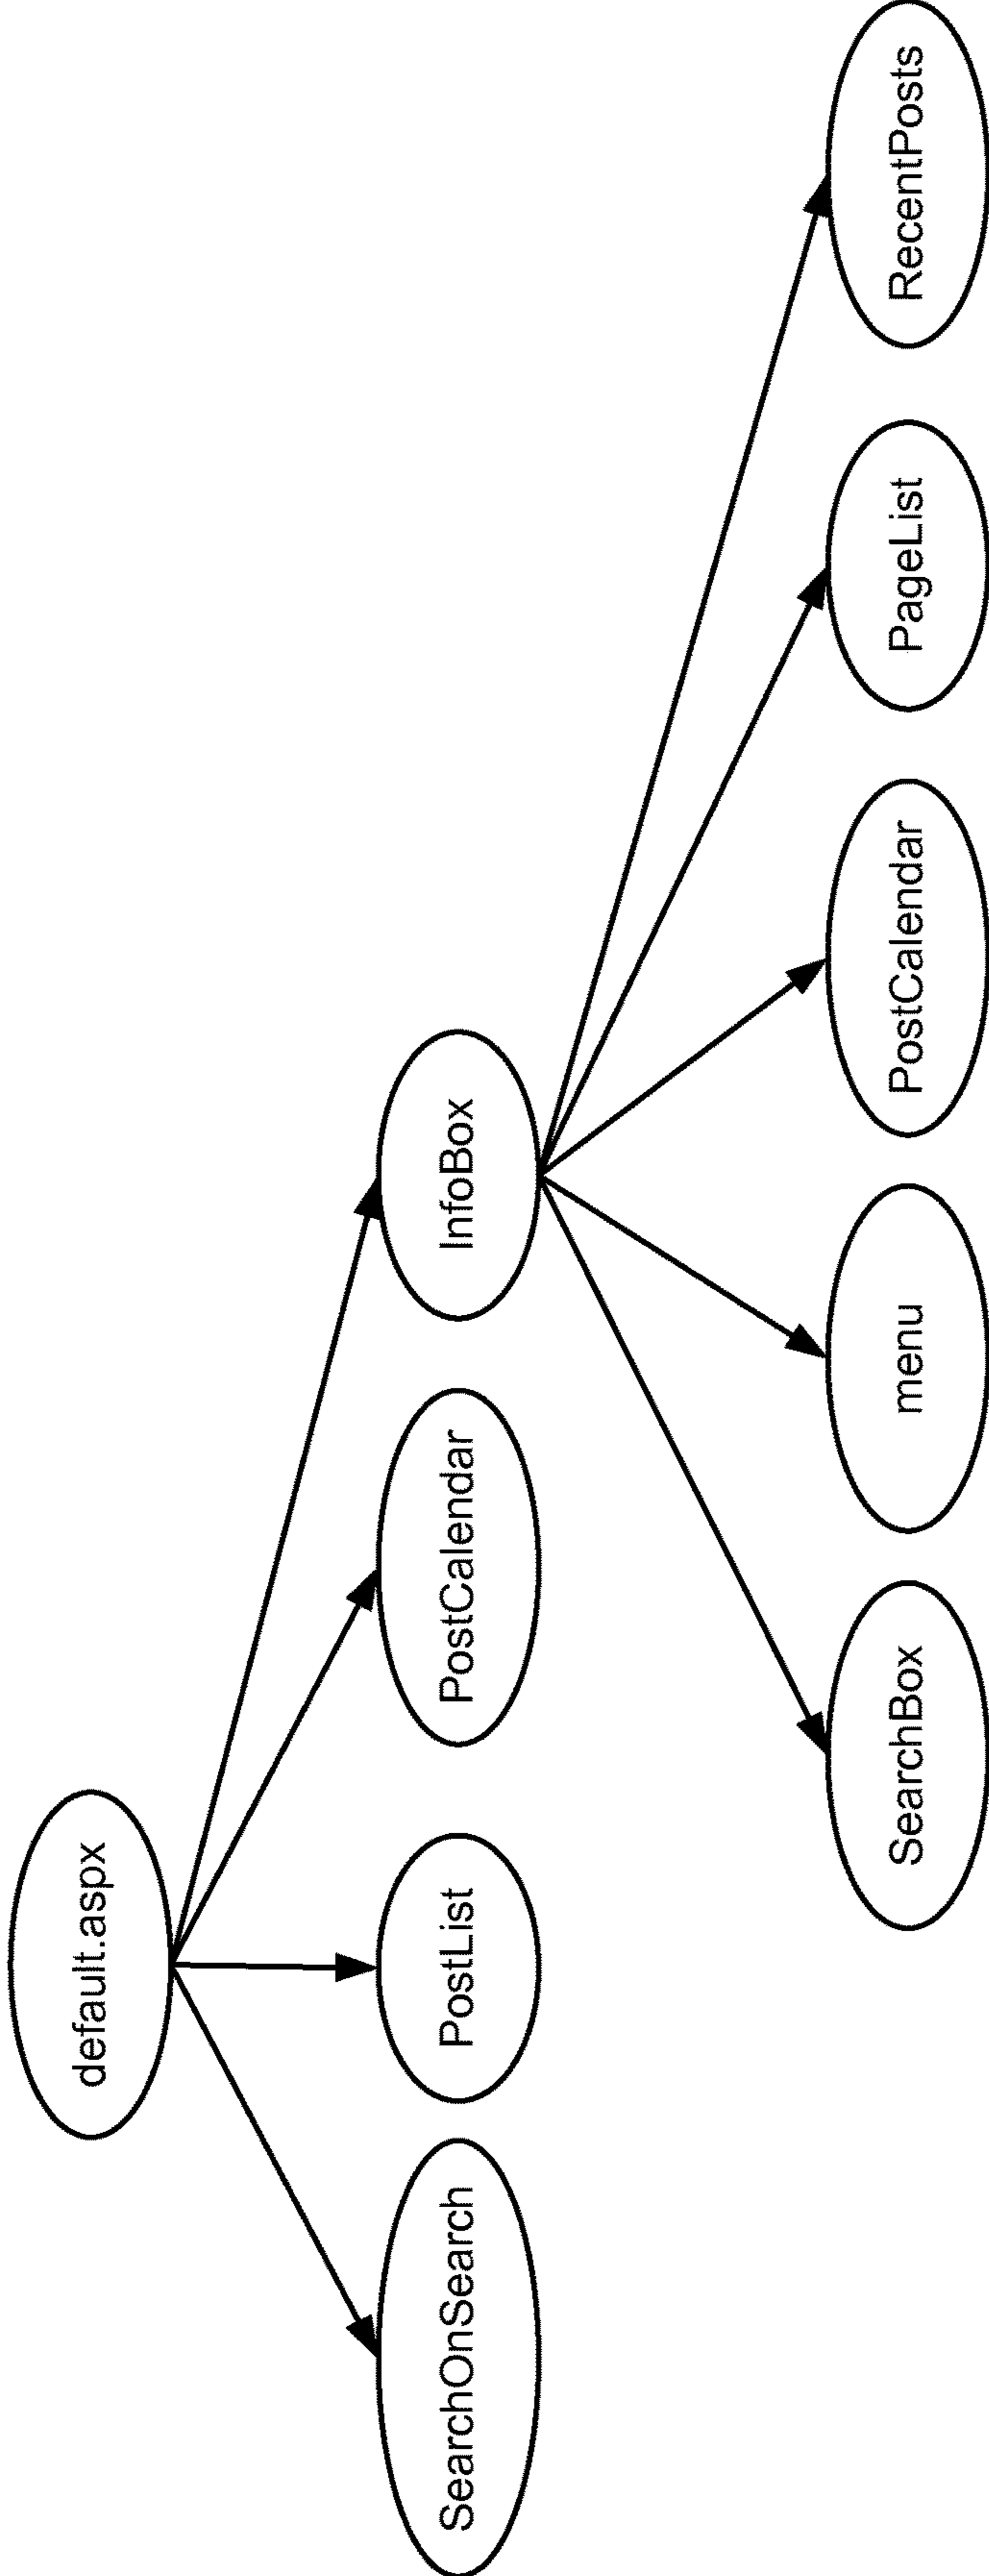 default.aspx
SearchOnSearch
PostList
PostCalendar
InfoBox
SearchBox
menu
PostCalendar
PageList
RecentPosts